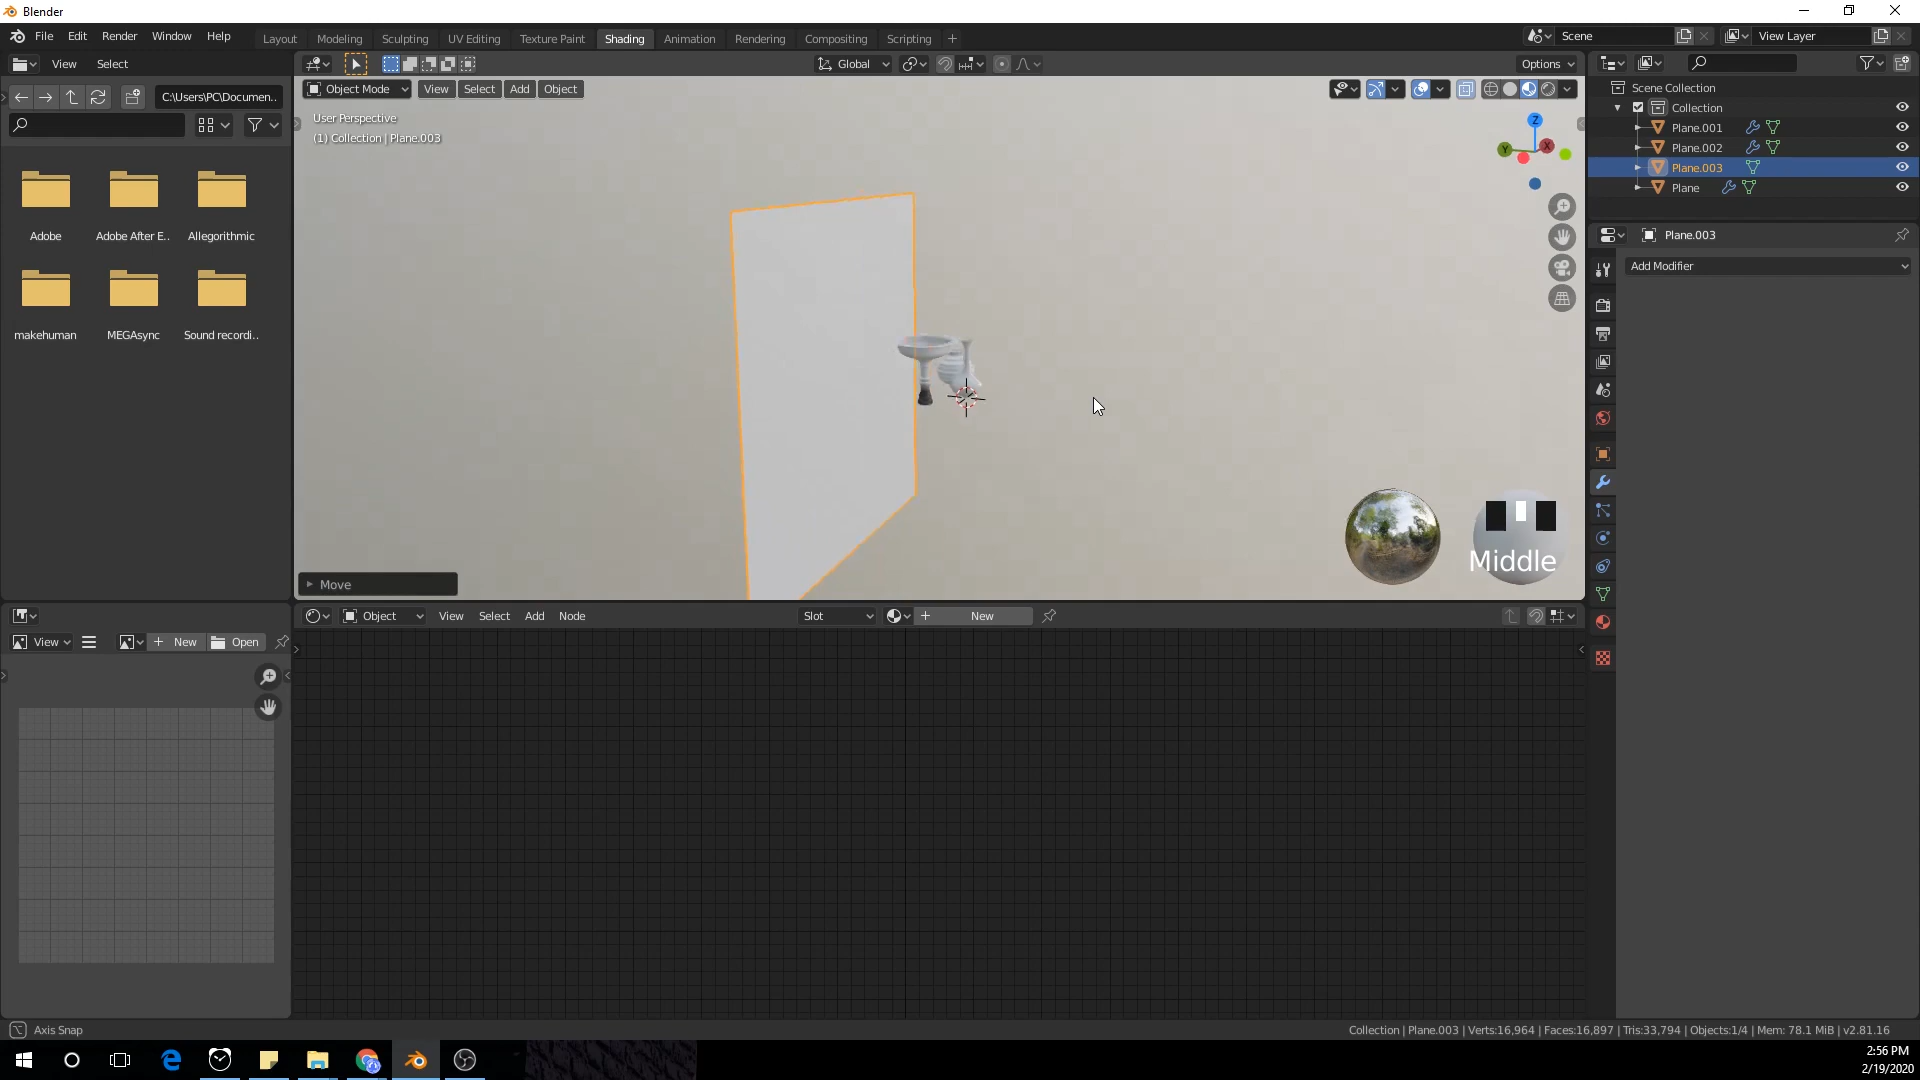 Blender
File Edit Render Window Help
Layout Modeling Sculpting UV Editing Texture Paint Shading Animation Rendering Compositing Scripting
Scene
View Layer
View Select
Global
Options
C:\Users\PC\Documen..
Object Mode View Select Add Object
User Perspective
(1) Collection | Plane.003
Z
Y
X
Adobe
Adobe After E..
Allegorithmic
makehuman
MEGAsync
Sound recordi..
Scene Collection
Collection
Plane.001
Plane.002
Plane.003
Plane
Plane.003
Add Modifier
Middle
Move
Object View Select Add Node
Slot
New
View
New
Open
Axis Snap
Collection | Plane.003 | Verts:16,964 | Faces:16,897 | Tris:33,794 | Objects:1/4 | Mem: 78.1 MiB | v2.81.16
2:56 PM
2/19/2020